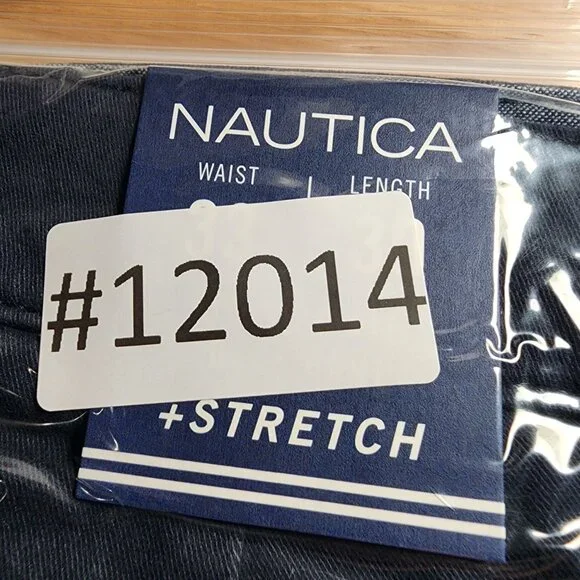 NAUTICA
WAIST | LENGTH
#12014
+STRETCH